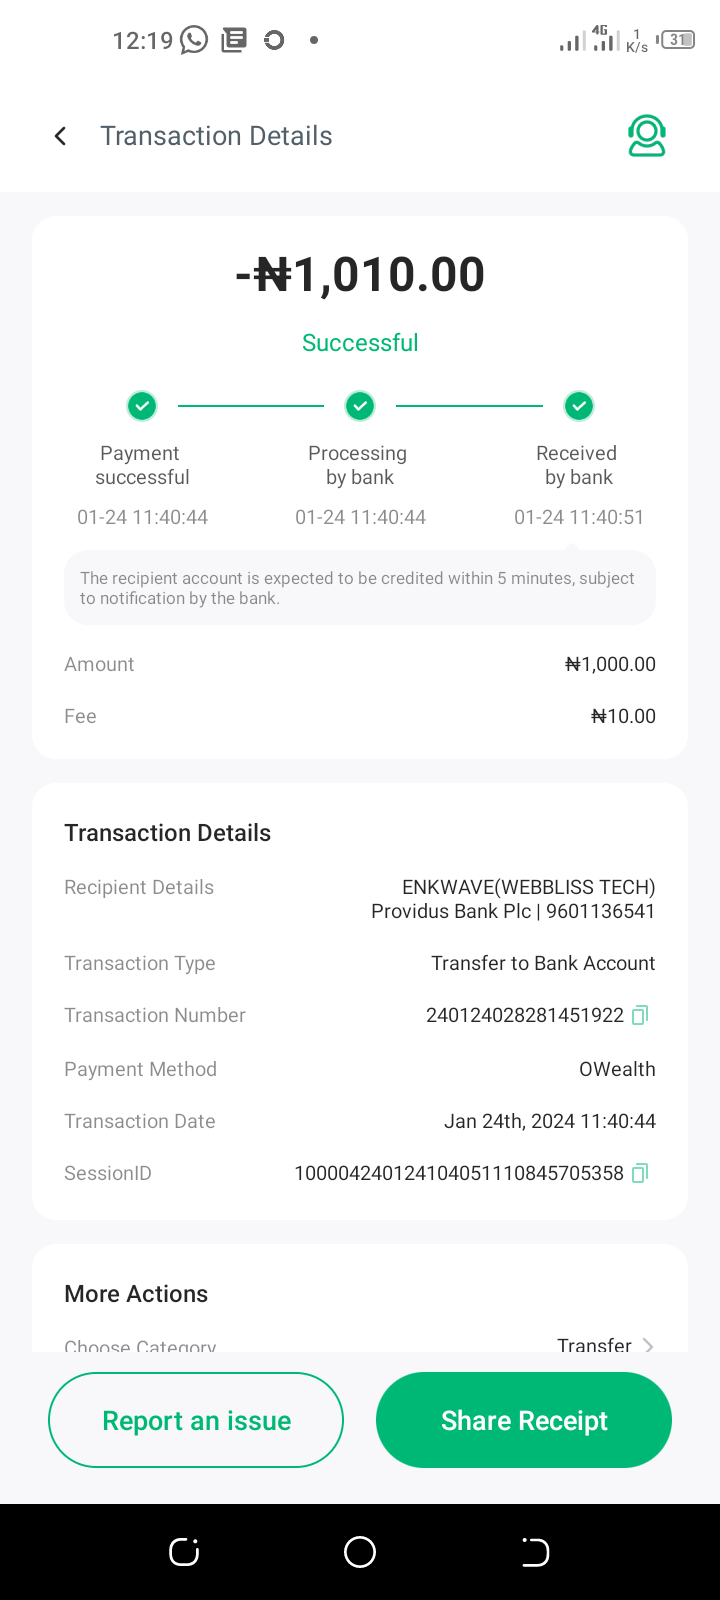 12:19
4G
1
K/s
31
Transaction Details
-₦1,010.00
Successful
Payment
successful
01-24 11:40:44
Processing
by bank
01-24 11:40:44
Received
by bank
01-24 11:40:51
The recipient account is expected to be credited within 5 minutes, subject
to notification by the bank.
Amount ₦1,000.00
Fee ₦10.00
Transaction Details
Recipient Details ENKWAVE(WEBBLISS TECH)
Providus Bank Plc | 9601136541
Transaction Type Transfer to Bank Account
Transaction Number 240124028281451922
Payment Method OWealth
Transaction Date Jan 24th, 2024 11:40:44
SessionID 100004240124104051110845705358
More Actions
Choose Category Transfer
Report an issue
Share Receipt